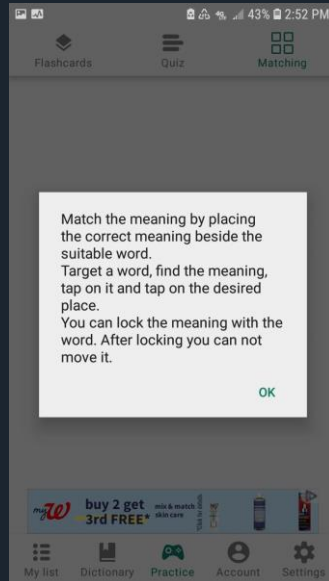 43% 2:52 PM
Flashcards Quiz Matching
Match the meaning by placing
the correct meaning beside the
suitable word.
Target a word, find the meaning,
tap on it and tap on the desired
place.
You can lock the meaning with the
word. After locking you can not
move it.
OK
my W buy 2 get mix & match
3rd FREE* skin care
My list Dictionary Practice Account Settings